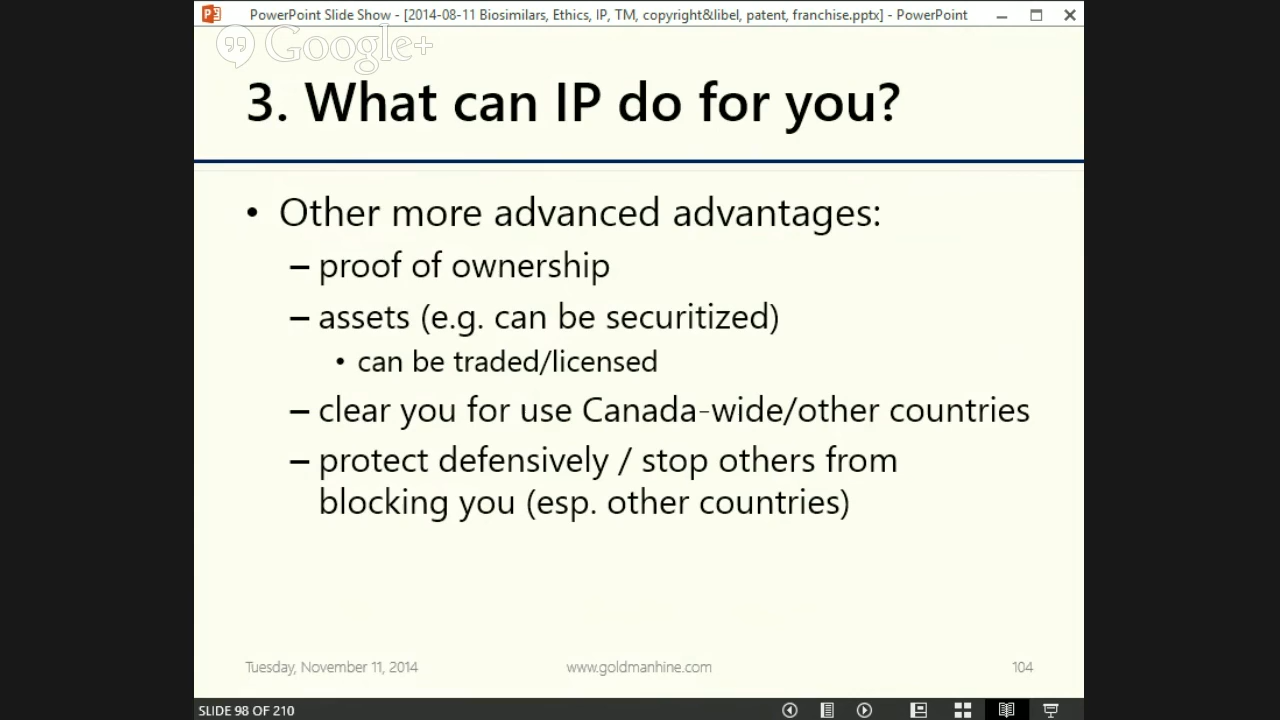 PowerPoint Slide Show - [2014-08-11 Biosimilars, Ethics, IP, TM, copyright&libel, patent, franchise.pptx] - PowerPoint
Google+
3. What can IP do for you?
• Other more advanced advantages:
– proof of ownership
– assets (e.g. can be securitized)
• can be traded/licensed
– clear you for use Canada-wide/other countries
– protect defensively / stop others from
blocking you (esp. other countries)
Tuesday, November 11, 2014 www.goldmanhine.com 104
SLIDE 98 OF 210